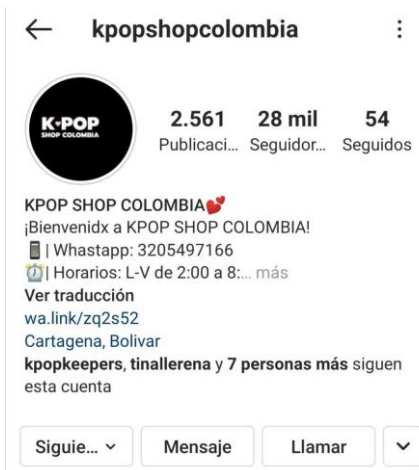 kpopshopcolombia
K♥POP
SHOP COLOMBIA
2.561 28 mil 54
Publicaci... Seguidor... Seguidos
KPOP SHOP COLOMBIA💕
¡Bienvenidx a KPOP SHOP COLOMBIA!
📱| Whastapp: 3205497166
⏰| Horarios: L-V de 2:00 a 8:... más
Ver traducción
wa.link/zq2s52
Cartagena, Bolivar
kpopkeepers, tinallerena y 7 personas más siguen
esta cuenta
Siguie... Mensaje Llamar